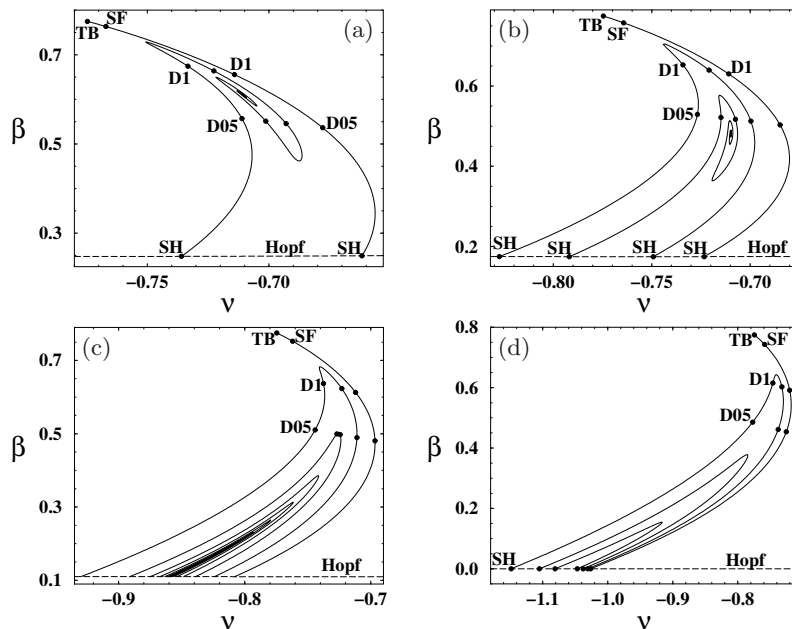 (a)
TB
SF
D1
D1
D05
D05
SH
Hopf
SH
β
0.7
0.5
0.3
−0.75
−0.70
ν
(b)
TB
SF
D1
D1
D05
SH
SH
SH
SH
Hopf
β
0.6
0.4
0.2
−0.80
−0.75
−0.70
ν
(c)
TB
SF
D1
D05
Hopf
β
0.7
0.5
0.3
0.1
−0.9
−0.8
−0.7
ν
(d)
TB
SF
D1
D05
SH
Hopf
β
0.8
0.6
0.4
0.2
0.0
−1.1
−1.0
−0.9
−0.8
ν